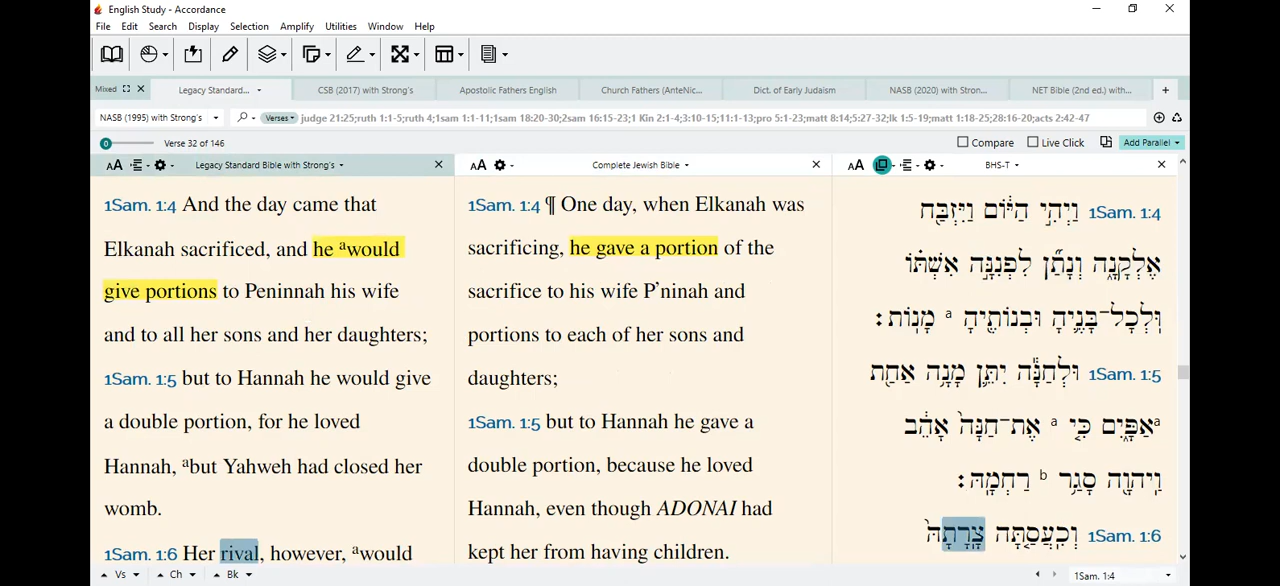 English Study - Accordance
File Edit Search Display Selection Amplify Utilities Window Help
Mixed Legacy Standard... CSB (2017) with Strong's Apostolic Fathers English Church Fathers (AnteNic... Dict. of Early Judaism NASB (2020) with Stron... NET Bible (2nd ed.) with... +
NASB (1995) with Strong's Verses judge 21:25;ruth 1:1-5;ruth 4;1sam 1:1-11;1sam 18:20-30;2sam 16:15-23;1 Kin 2:1-4;3:10-15;11:1-13;pro 5:1-23;matt 8:14;5:27-32;lk 1:5-19;matt 1:18-25;28:16-20;acts 2:42-47
0 Verse 32 of 146 Compare Live Click Add Parallel
AA Legacy Standard Bible with Strong's
1Sam. 1:4 And the day came that
Elkanah sacrificed, and he ᵃwould
give portions to Peninnah his wife
and to all her sons and her daughters;
1Sam. 1:5 but to Hannah he would give
a double portion, for he loved
Hannah, ᵃbut Yahweh had closed her
womb.
1Sam. 1:6 Her rival, however, ᵃwould
AA Complete Jewish Bible
1Sam. 1:4 ¶ One day, when Elkanah was
sacrificing, he gave a portion of the
sacrifice to his wife P'ninah and
portions to each of her sons and
daughters;
1Sam. 1:5 but to Hannah he gave a
double portion, because he loved
Hannah, even though ADONAI had
kept her from having children.
AA BHS-T
1Sam. 1:4 וַיְהִ֣י הַיּ֔וֹם וַיִּזְבַּ֖ח
אֶלְקָנָ֑ה וְנָתַ֞ן לִפְנִנָּ֣ה אִשְׁתּ֗וֹ
וּֽלְכָל־בָּנֶ֛יהָ וּבְנוֹתֶ֖יהָ ᵃ מָנֽוֹת׃
1Sam. 1:5 וּלְחַנָּ֕ה יִתֵּ֛ן מָנָ֥ה אַחַ֖ת
ᵃאַפָּ֑יִם כִּ֤י ᵃ אֶת־חַנָּה֙ אָהֵ֔ב
וַֽיהוָ֖ה סָגַ֥ר ᵇ רַחְמָֽהּ׃
1Sam. 1:6 וְכִֽעֲסַ֤תָּה צָֽרָתָהּ֙
Vs Ch Bk 1Sam. 1:4